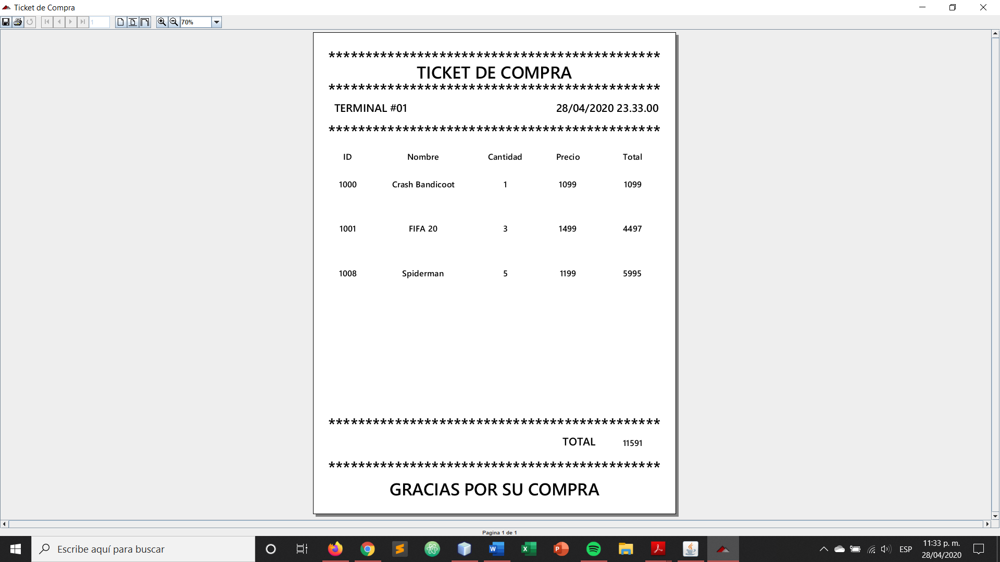 Ticket de Compra
1
70%
********************************************
TICKET DE COMPRA
********************************************
TERMINAL #01 28/04/2020 23.33.00
********************************************
ID Nombre Cantidad Precio Total
1000 Crash Bandicoot 1 1099 1099
1001 FIFA 20 3 1499 4497
1008 Spiderman 5 1199 5995
********************************************
TOTAL 11591
********************************************
GRACIAS POR SU COMPRA
Pagina 1 de 1
Escribe aquí para buscar
ESP
11:33 p. m.
28/04/2020